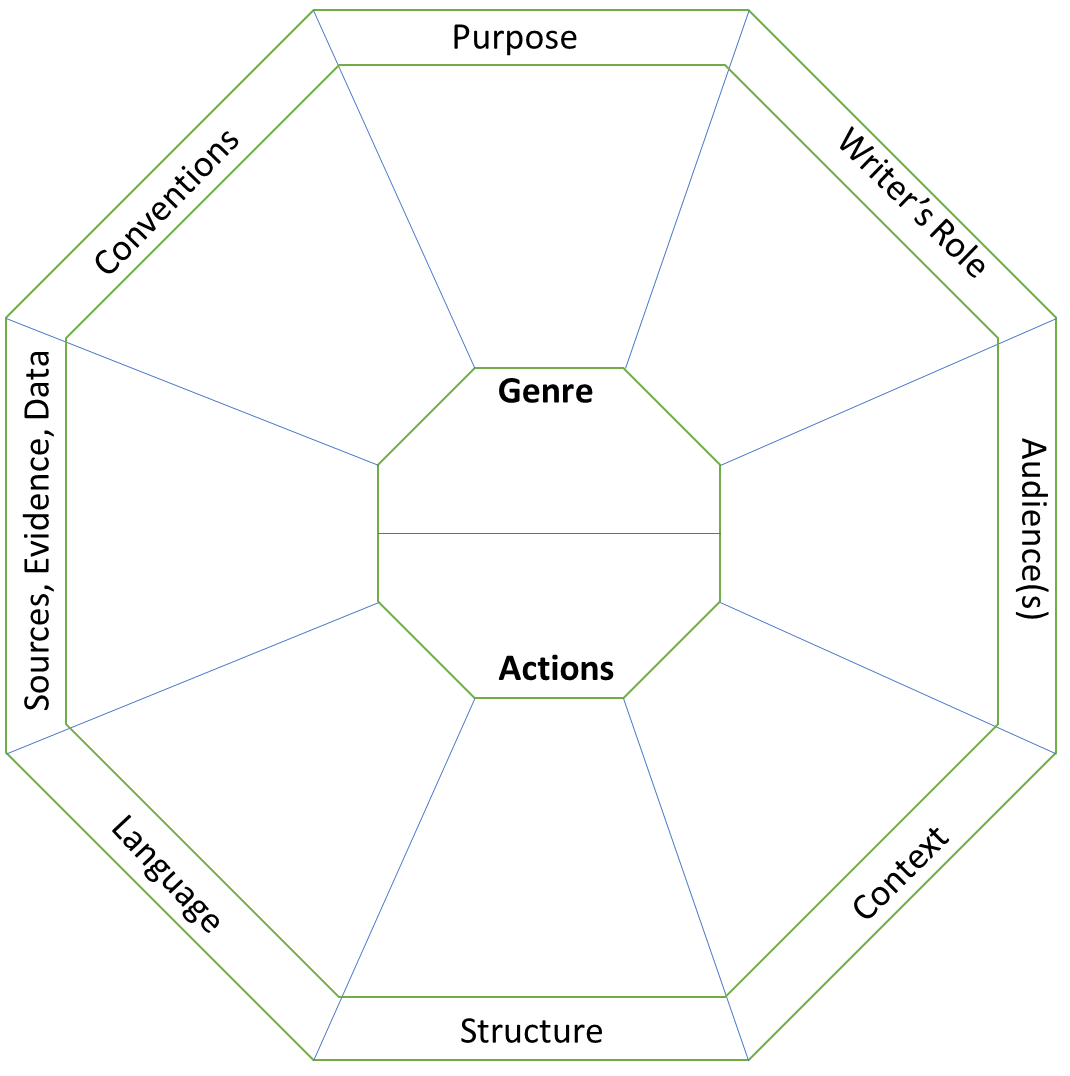 Purpose
Writer’s Role
Audience(s)
Context
Structure
Language
Sources, Evidence, Data
Conventions
Genre
Actions